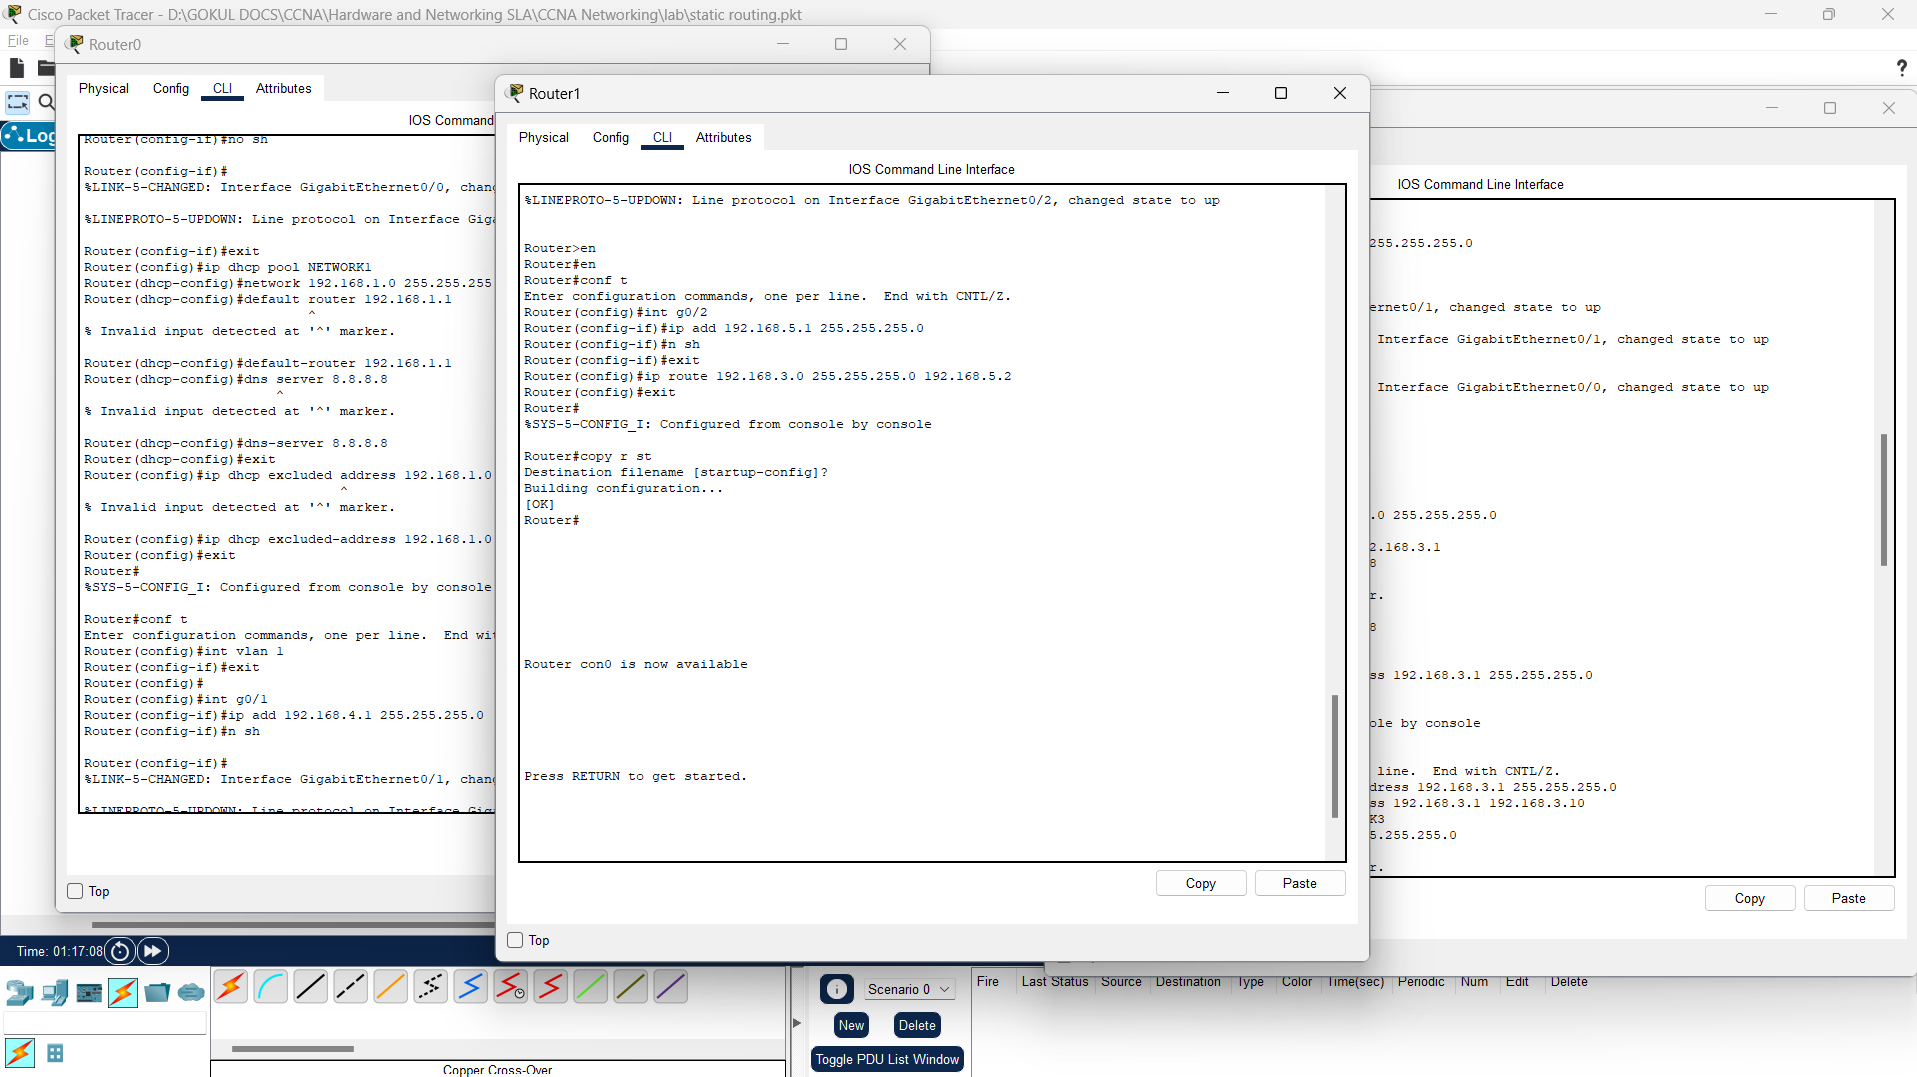 Cisco Packet Tracer - D:\GOKUL DOCS\CCNA\Hardware and Networking SLA\CCNA Networking\lab\static routing.pkt
File E
?
Log
Router0
Physical Config CLI Attributes
IOS Command
Router(config-if)#no sh
Router(config-if)#
%LINK-5-CHANGED: Interface GigabitEthernet0/0, chan
%LINEPROTO-5-UPDOWN: Line protocol on Interface Giga
Router(config-if)#exit
Router(config)#ip dhcp pool NETWORK1
Router(dhcp-config)#network 192.168.1.0 255.255.255
Router(dhcp-config)#default router 192.168.1.1
^
% Invalid input detected at '^' marker.
Router(dhcp-config)#default-router 192.168.1.1
Router(dhcp-config)#dns server 8.8.8.8
^
% Invalid input detected at '^' marker.
Router(dhcp-config)#dns-server 8.8.8.8
Router(dhcp-config)#exit
Router(config)#ip dhcp excluded address 192.168.1.0
^
% Invalid input detected at '^' marker.
Router(config)#ip dhcp excluded-address 192.168.1.0
Router(config)#exit
Router#
%SYS-5-CONFIG_I: Configured from console by console
Router#conf t
Enter configuration commands, one per line. End wit
Router(config)#int vlan 1
Router(config-if)#exit
Router(config)#
Router(config)#int g0/1
Router(config-if)#ip add 192.168.4.1 255.255.255.0
Router(config-if)#n sh
Router(config-if)#
%LINK-5-CHANGED: Interface GigabitEthernet0/1, chan
%LINEPROTO-5-UPDOWN: Line protocol on Interface Gig
Top
Router1
Physical Config CLI Attributes
IOS Command Line Interface
%LINEPROTO-5-UPDOWN: Line protocol on Interface GigabitEthernet0/2, changed state to up
Router>en
Router#en
Router#conf t
Enter configuration commands, one per line. End with CNTL/Z.
Router(config)#int g0/2
Router(config-if)#ip add 192.168.5.1 255.255.255.0
Router(config-if)#n sh
Router(config-if)#exit
Router(config)#ip route 192.168.3.0 255.255.255.0 192.168.5.2
Router(config)#exit
Router#
%SYS-5-CONFIG_I: Configured from console by console
Router#copy r st
Destination filename [startup-config]?
Building configuration...
[OK]
Router#
Router con0 is now available
Press RETURN to get started.
Copy Paste
Top
IOS Command Line Interface
255.255.255.0
ernet0/1, changed state to up
Interface GigabitEthernet0/1, changed state to up
Interface GigabitEthernet0/0, changed state to up
.0 255.255.255.0
2.168.3.1
8
r.
8
ss 192.168.3.1 255.255.255.0
ole by console
line. End with CNTL/Z.
dress 192.168.3.1 255.255.255.0
ss 192.168.3.1 192.168.3.10
K3
5.255.255.0
r.
Copy Paste
Time: 01:17:08
Copper Cross-Over
Scenario 0
New Delete
Toggle PDU List Window
Fire Last Status Source Destination Type Color Time(sec) Periodic Num Edit Delete